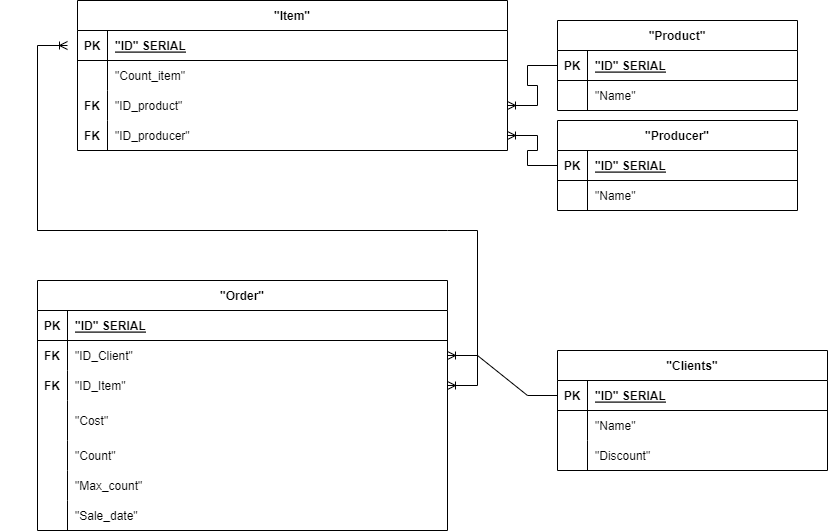 "Item"
PK "ID" SERIAL
"Count_item"
FK "ID_product"
FK "ID_producer"
"Product"
PK "ID" SERIAL
"Name"
"Producer"
PK "ID" SERIAL
"Name"
"Order"
PK "ID" SERIAL
FK "ID_Client"
FK "ID_Item"
"Cost"
"Count"
"Max_count"
"Sale_date"
"Clients"
PK "ID" SERIAL
"Name"
"Discount"